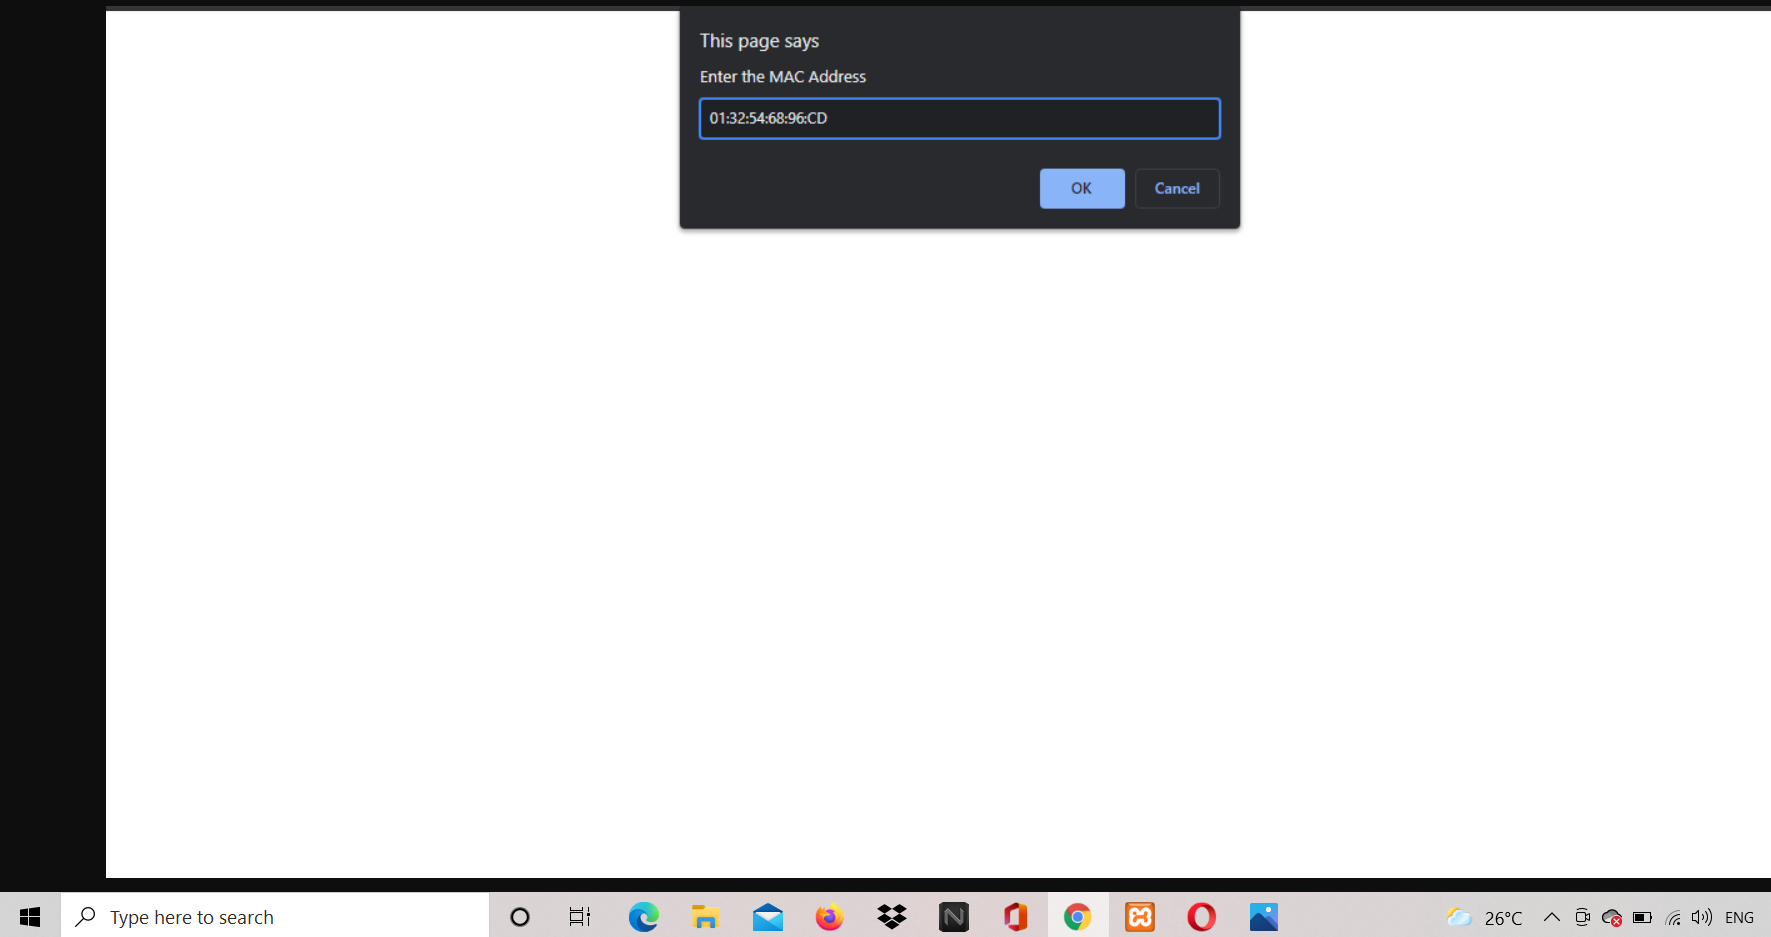 This page says
Enter the MAC Address
01:32:54:68:96:CD
OK Cancel
Type here to search 26°C ENG